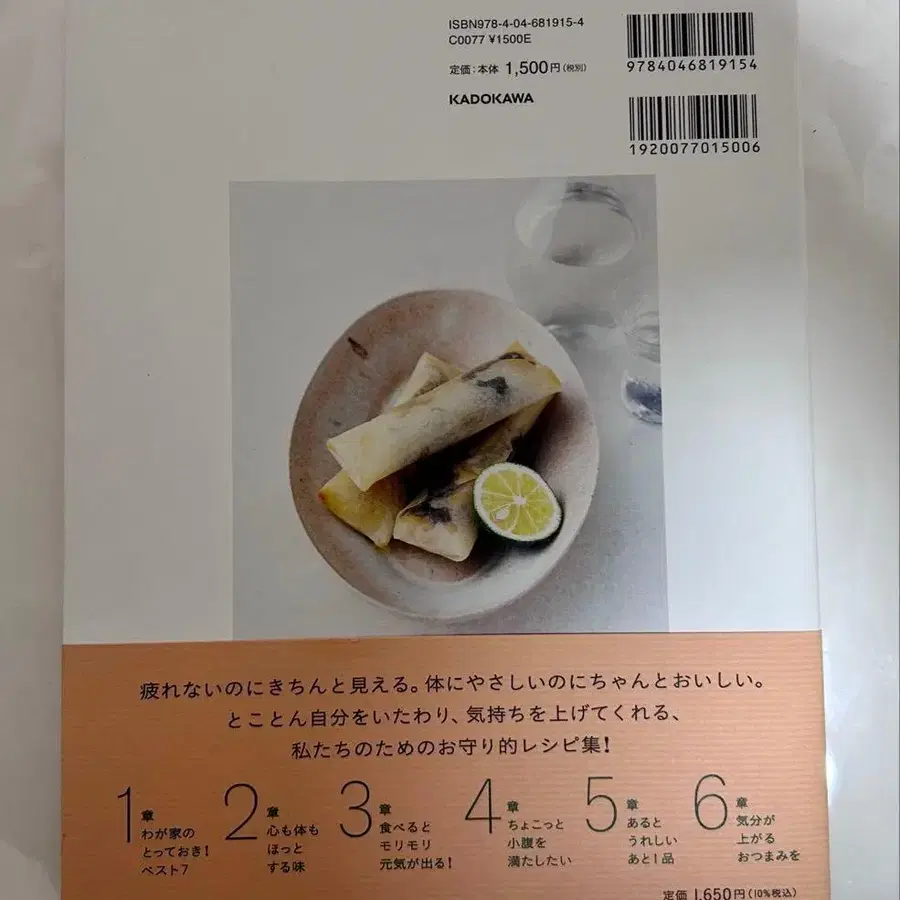 ISBN978-4-04-681915-4
C0077 ¥1500E
定価:本体 1,500円(税別)
KADOKAWA
9784046819154
1920077015006
疲れないのにきちんと見える。体にやさしいのにちゃんとおいしい。
とことん自分をいたわり、気持ちを上げてくれる、
私たちのためのお守り的レシピ集!
1章
わが家の
とっておき!
ベスト7
2章
心も体も
ほっと
する味
3章
食べると
モリモリ
元気が出る!
4章
ちょこっと
小腹を
満たしたい
5章
あると
うれしい
あと1品
6章
気分が
上がる
おつまみを
定価 1,650円(10%税込)